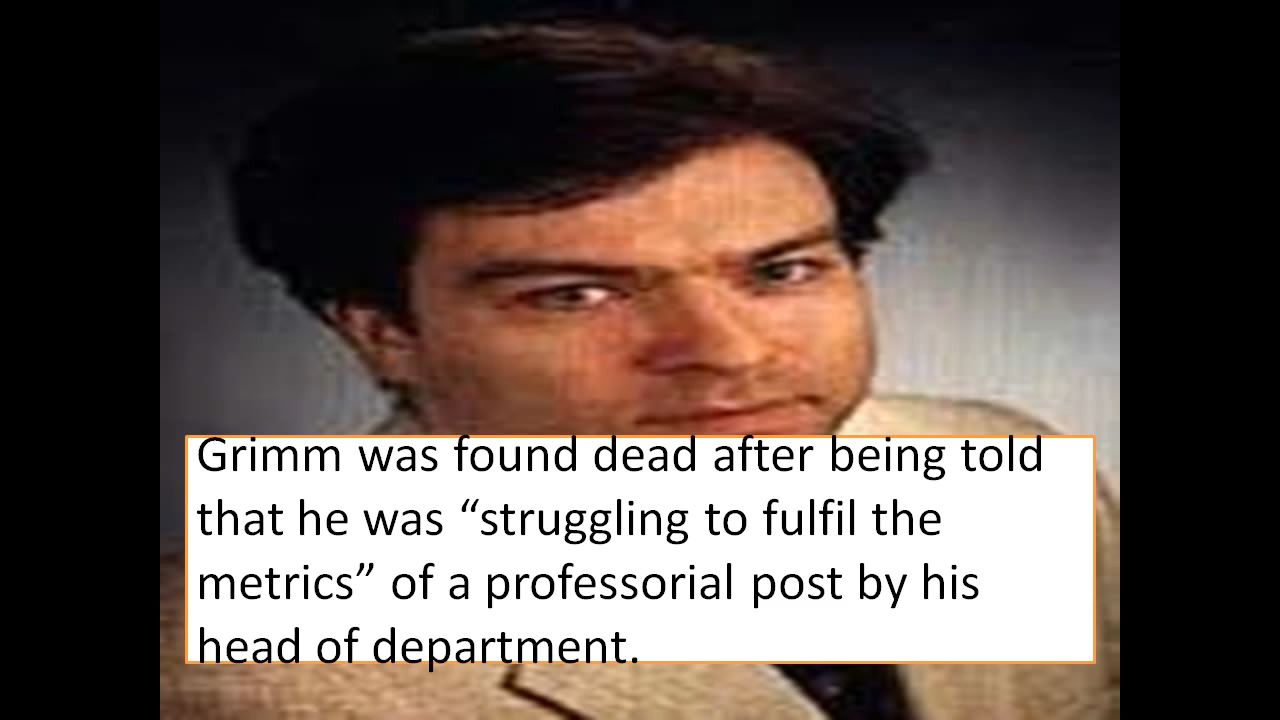 Grimm was found dead after being told
that he was “struggling to fulfil the
metrics” of a professorial post by his
head of department.